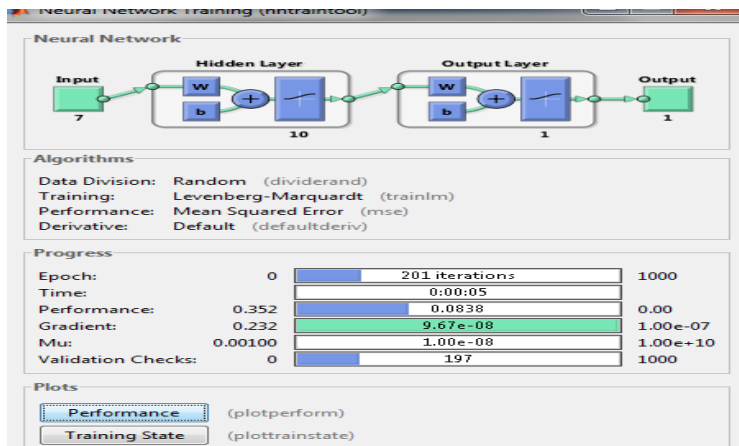 Neural Network Training (nntraintool)
Neural Network
Hidden Layer Output Layer
Input Output
W W
b b
7 10 1 1
Algorithms
Data Division: Random (dividerand)
Training: Levenberg-Marquardt (trainlm)
Performance: Mean Squared Error (mse)
Derivative: Default (defaultderiv)
Progress
Epoch: 0 201 iterations 1000
Time: 0:00:05
Performance: 0.352 0.0838 0.00
Gradient: 0.232 9.67e-08 1.00e-07
Mu: 0.00100 1.00e-08 1.00e+10
Validation Checks: 0 197 1000
Plots
Performance (plotperform)
Training State (plottrainstate)